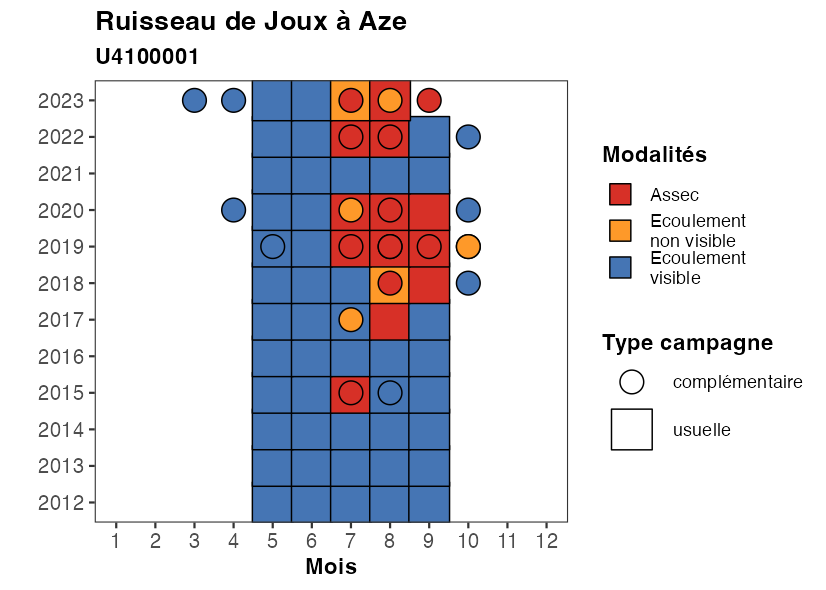 Ruisseau de Joux à Aze
U4100001
2023
2022
2021
2020
2019
2018
2017
2016
2015
2014
2013
2012
1 2 3 4 5 6 7 8 9 10 11 12
Mois
Modalités
Assec
Ecoulement
non visible
Ecoulement
visible
Type campagne
complémentaire
usuelle